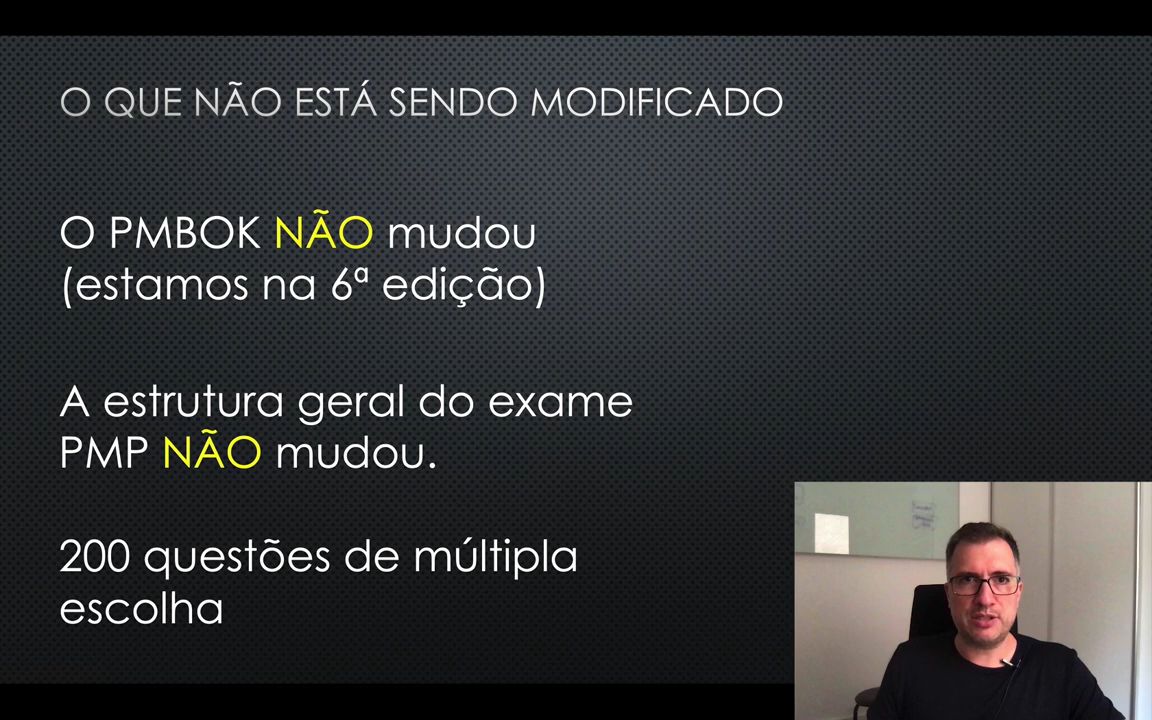 O QUE NÃO ESTÁ SENDO MODIFICADO
O PMBOK NÃO mudou
(estamos na 6ª edição)
A estrutura geral do exame
PMP NÃO mudou.
200 questões de múltipla
escolha